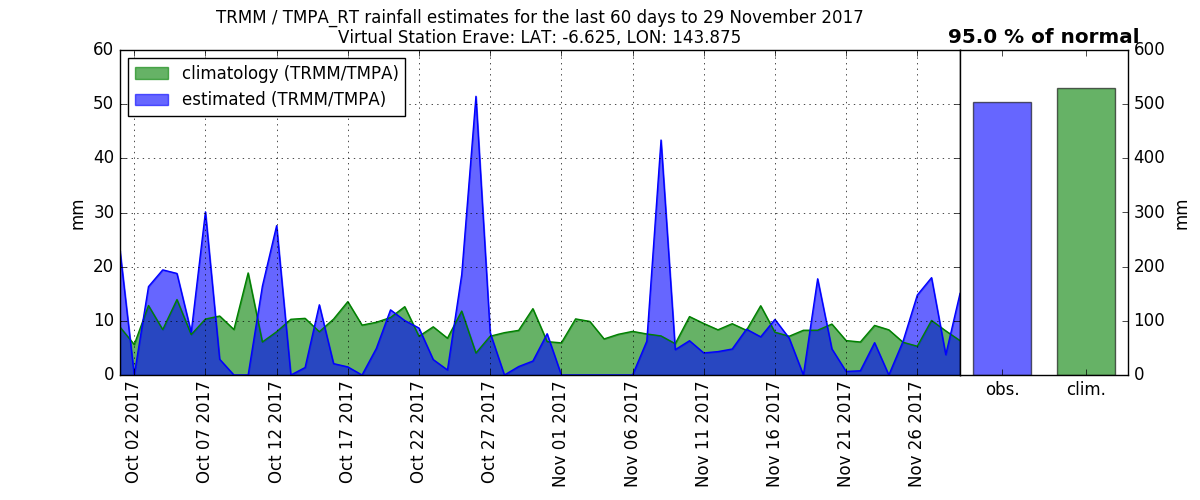 TRMM / TMPA_RT rainfall estimates for the last 60 days to 29 November 2017
Virtual Station Erave: LAT: -6.625, LON: 143.875
95.0 % of normal
climatology (TRMM/TMPA)
estimated (TRMM/TMPA)
mm
60
50
40
30
20
10
0
Oct 02 2017
Oct 07 2017
Oct 12 2017
Oct 17 2017
Oct 22 2017
Oct 27 2017
Nov 01 2017
Nov 06 2017
Nov 11 2017
Nov 16 2017
Nov 21 2017
Nov 26 2017
obs.
clim.
600
500
400
300
200
100
0
mm